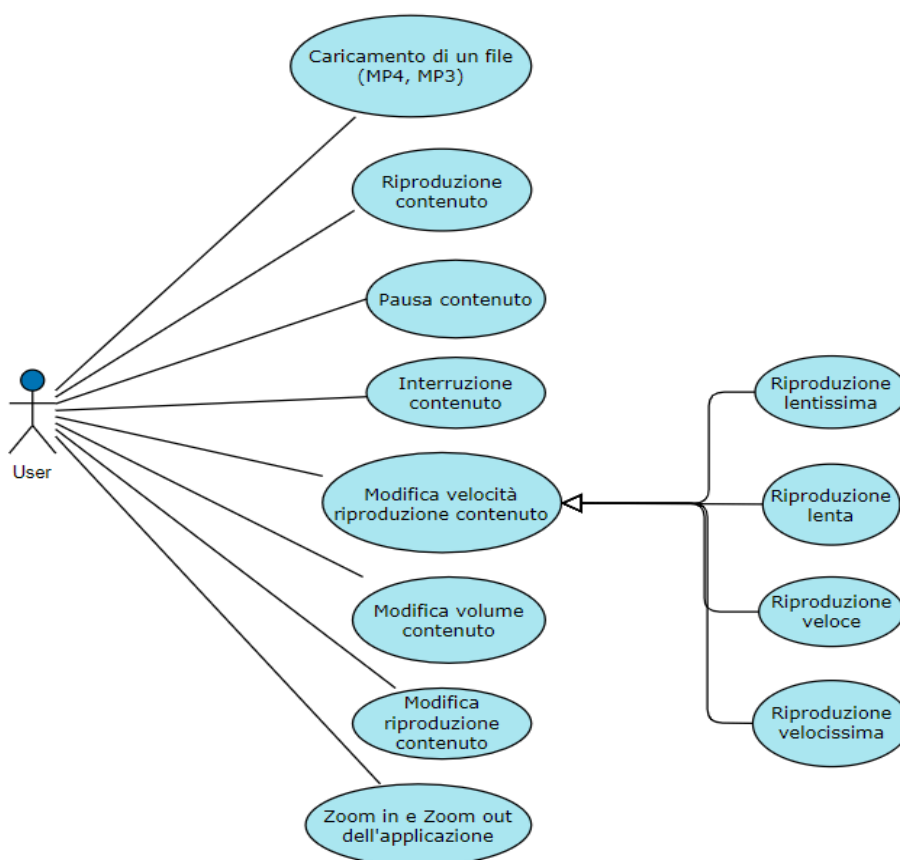 Caricamento di un file
(MP4, MP3)
Riproduzione
contenuto
Pausa contenuto
Interruzione
contenuto
User
Modifica velocità
riproduzione contenuto
Modifica volume
contenuto
Modifica
riproduzione
contenuto
Zoom in e Zoom out
dell'applicazione
Riproduzione
lentissima
Riproduzione
lenta
Riproduzione
veloce
Riproduzione
velocissima